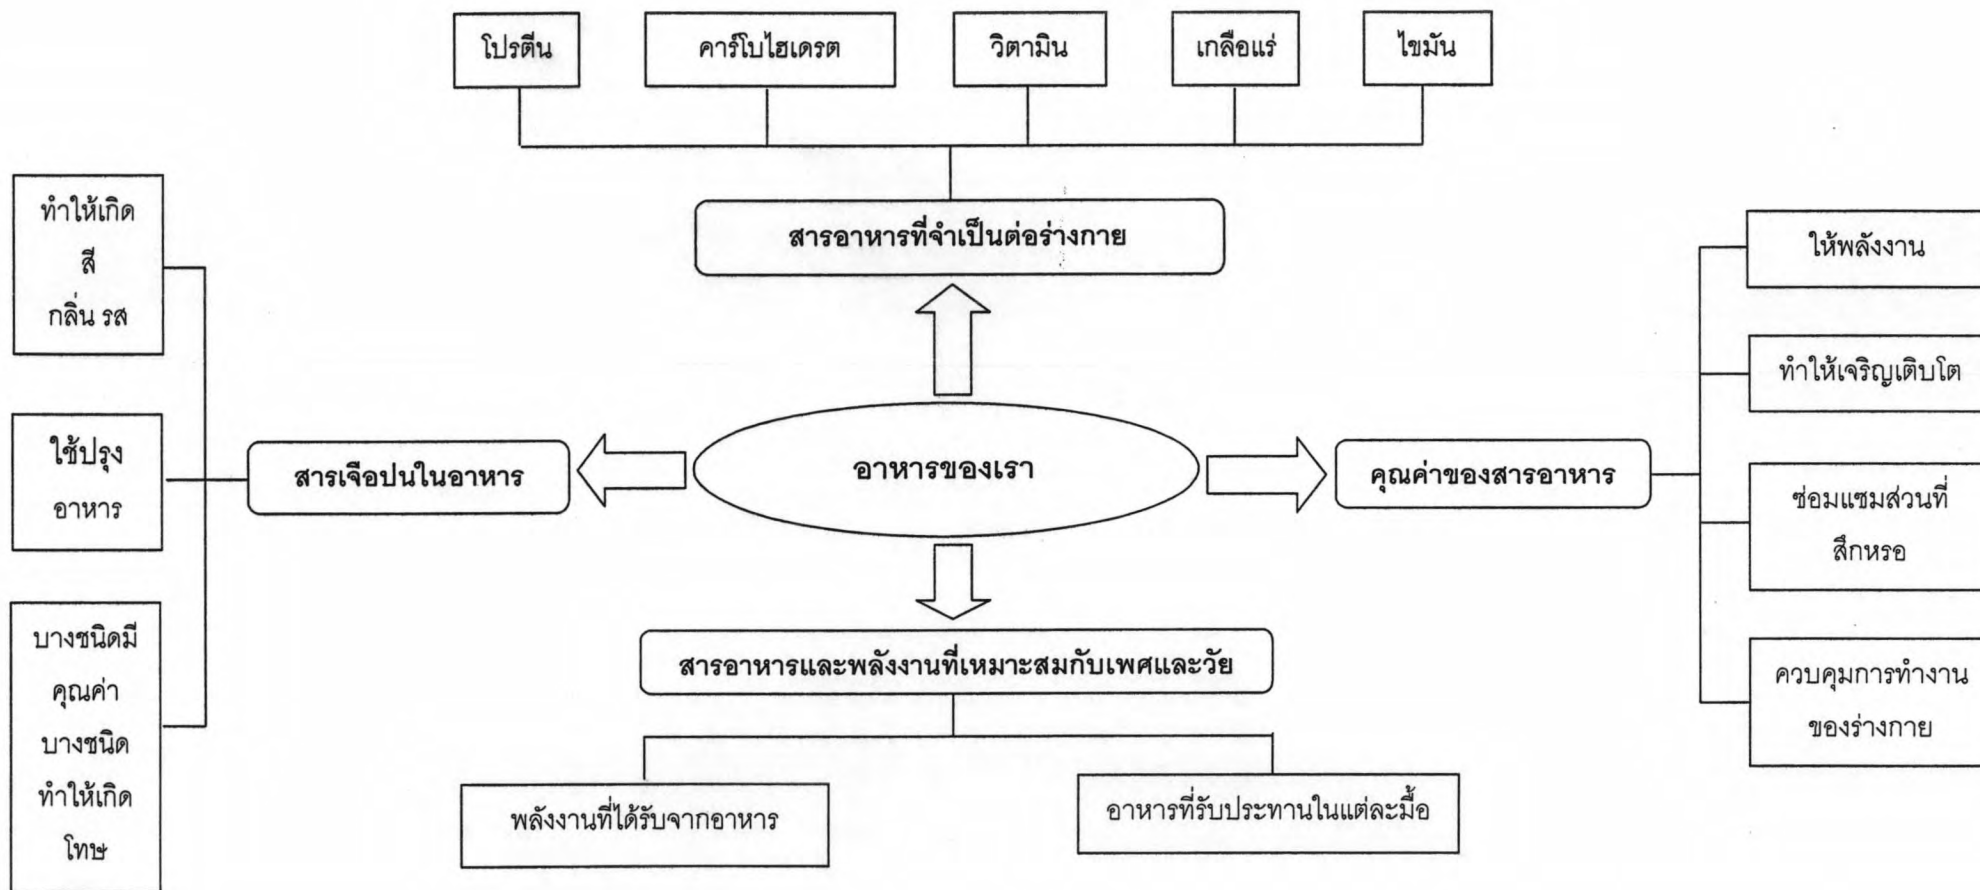 โปรตีน
คาร์โบไฮเดรต
วิตามิน
เกลือแร่
ไขมัน
สารอาหารที่จำเป็นต่อร่างกาย
ทำให้เกิด
สี
กลิ่น รส
ใช้ปรุง
อาหาร
บางชนิดมี
คุณค่า
บางชนิด
ทำให้เกิด
โทษ
สารเจือปนในอาหาร
อาหารของเรา
คุณค่าของสารอาหาร
ให้พลังงาน
ทำให้เจริญเติบโต
ซ่อมแซมส่วนที่
สึกหรอ
ควบคุมการทำงาน
ของร่างกาย
สารอาหารและพลังงานที่เหมาะสมกับเพศและวัย
พลังงานที่ได้รับจากอาหาร
อาหารที่รับประทานในแต่ละมื้อ